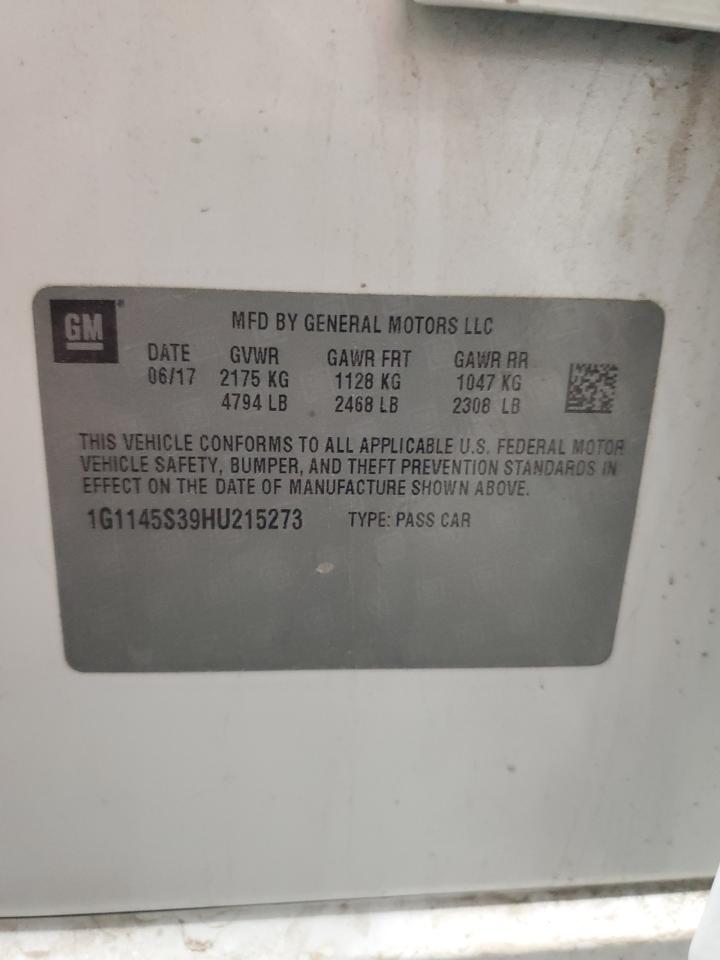 GM®
MFD BY GENERAL MOTORS LLC
DATE GVWR GAWR FRT GAWR RR
06/17 2175 KG 1128 KG 1047 KG
4794 LB 2468 LB 2308 LB
THIS VEHICLE CONFORMS TO ALL APPLICABLE U.S. FEDERAL MOTOR
VEHICLE SAFETY, BUMPER, AND THEFT PREVENTION STANDARDS IN
EFFECT ON THE DATE OF MANUFACTURE SHOWN ABOVE.
1G1145S39HU215273 TYPE: PASS CAR